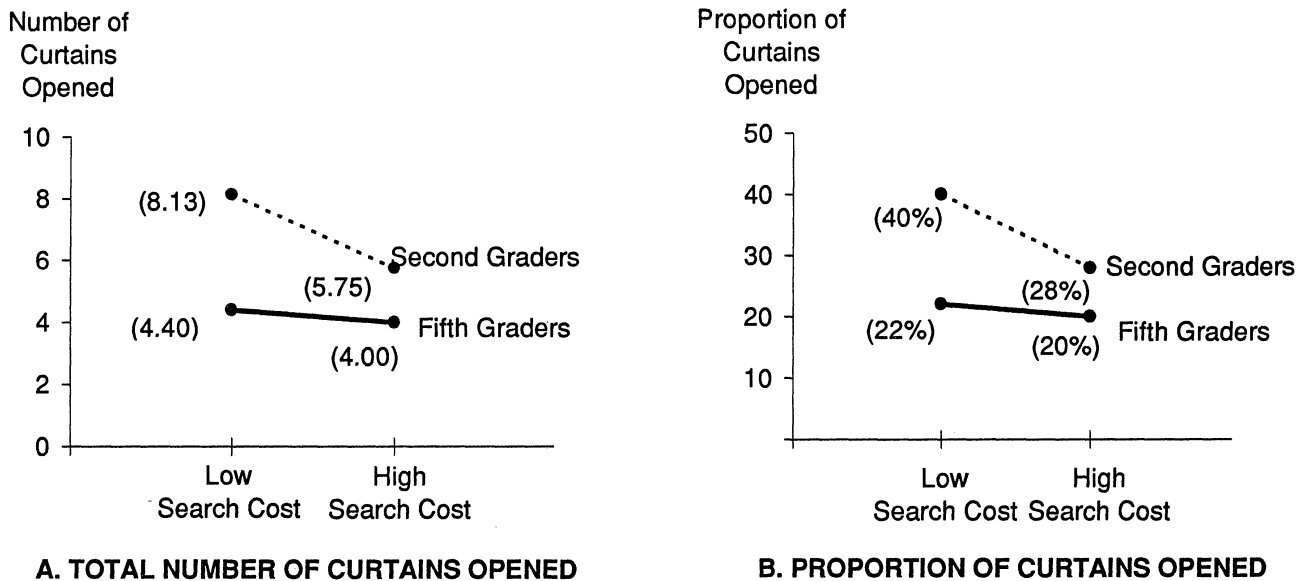 Number of
Curtains
Opened
10
8
6
4
2
0
(8.13)
(5.75)
(4.40)
(4.00)
Second Graders
Fifth Graders
Low
Search Cost
High
Search Cost
A. TOTAL NUMBER OF CURTAINS OPENED
Proportion of
Curtains
Opened
50
40
30
20
10
(40%)
(28%)
(22%)
(20%)
Second Graders
Fifth Graders
Low
Search Cost
High
Search Cost
B. PROPORTION OF CURTAINS OPENED